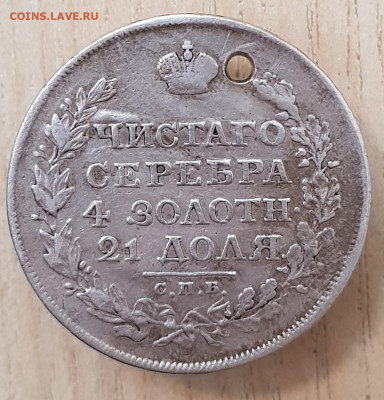 COINS.LAVE.RU
ЧИСТАГО
СЕРЕБРА
4 ЗОЛОТН.
21 ДОЛЯ.
С.П.Б.